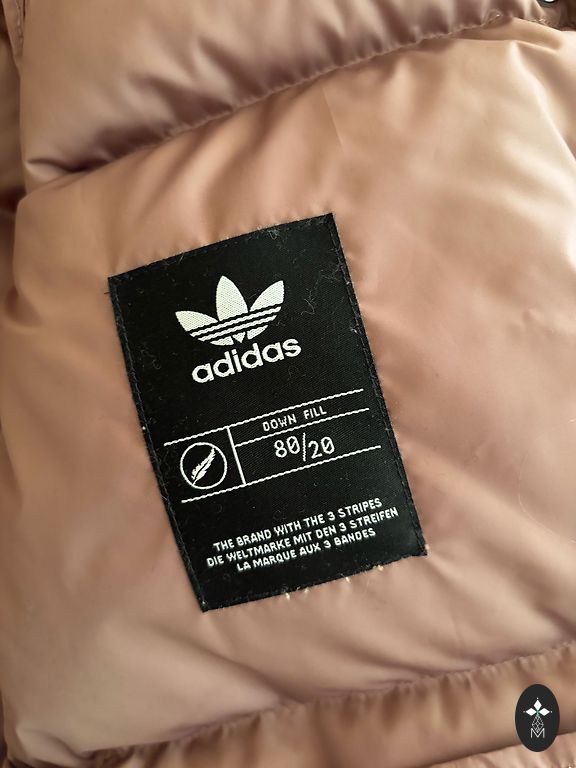 adidas
DOWN FILL
80/20
THE BRAND WITH THE 3 STRIPES
DIE WELTMARKE MIT DEN 3 STREIFEN
LA MARQUE AUX 3 BANDES
M